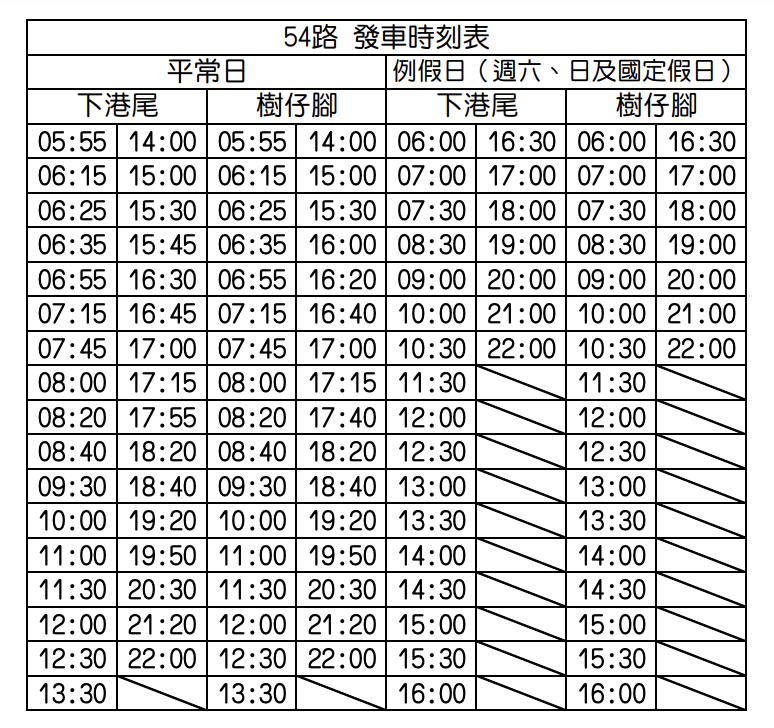 54路 發車時刻表
平常日 例假日（週六、日及國定假日）
下港尾 樹仔腳 下港尾 樹仔腳
05:55 14:00 05:55 14:00 06:00 16:30 06:00 16:30
06:15 15:00 06:15 15:00 07:00 17:00 07:00 17:00
06:25 15:30 06:25 15:30 07:30 18:00 07:30 18:00
06:35 15:45 06:35 16:00 08:30 19:00 08:30 19:00
06:55 16:30 06:55 16:20 09:00 20:00 09:00 20:00
07:15 16:45 07:15 16:40 10:00 21:00 10:00 21:00
07:45 17:00 07:45 17:00 10:30 22:00 10:30 22:00
08:00 17:15 08:00 17:15 11:30 11:30
08:20 17:55 08:20 17:40 12:00 12:00
08:40 18:20 08:40 18:20 12:30 12:30
09:30 18:40 09:30 18:40 13:00 13:00
10:00 19:20 10:00 19:20 13:30 13:30
11:00 19:50 11:00 19:50 14:00 14:00
11:30 20:30 11:30 20:30 14:30 14:30
12:00 21:20 12:00 21:20 15:00 15:00
12:30 22:00 12:30 22:00 15:30 15:30
13:30 13:30 16:00 16:00